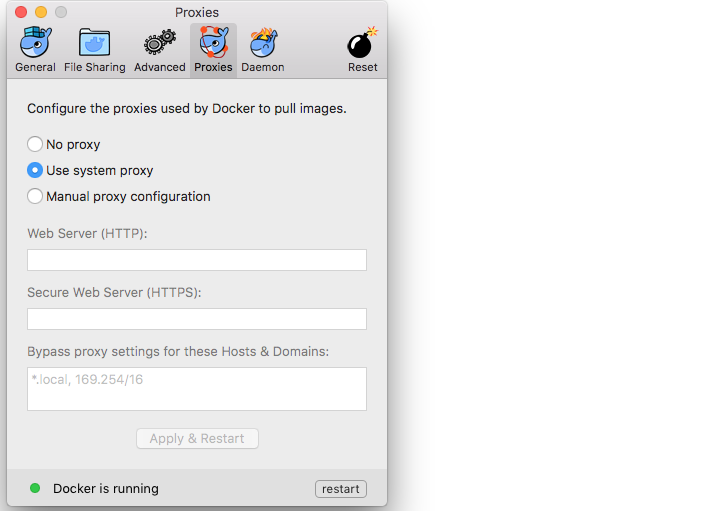 Proxies
General File Sharing Advanced Proxies Daemon Reset
Configure the proxies used by Docker to pull images.
No proxy
Use system proxy
Manual proxy configuration
Web Server (HTTP):
Secure Web Server (HTTPS):
Bypass proxy settings for these Hosts & Domains:
*.local, 169.254/16
Apply & Restart
Docker is running restart